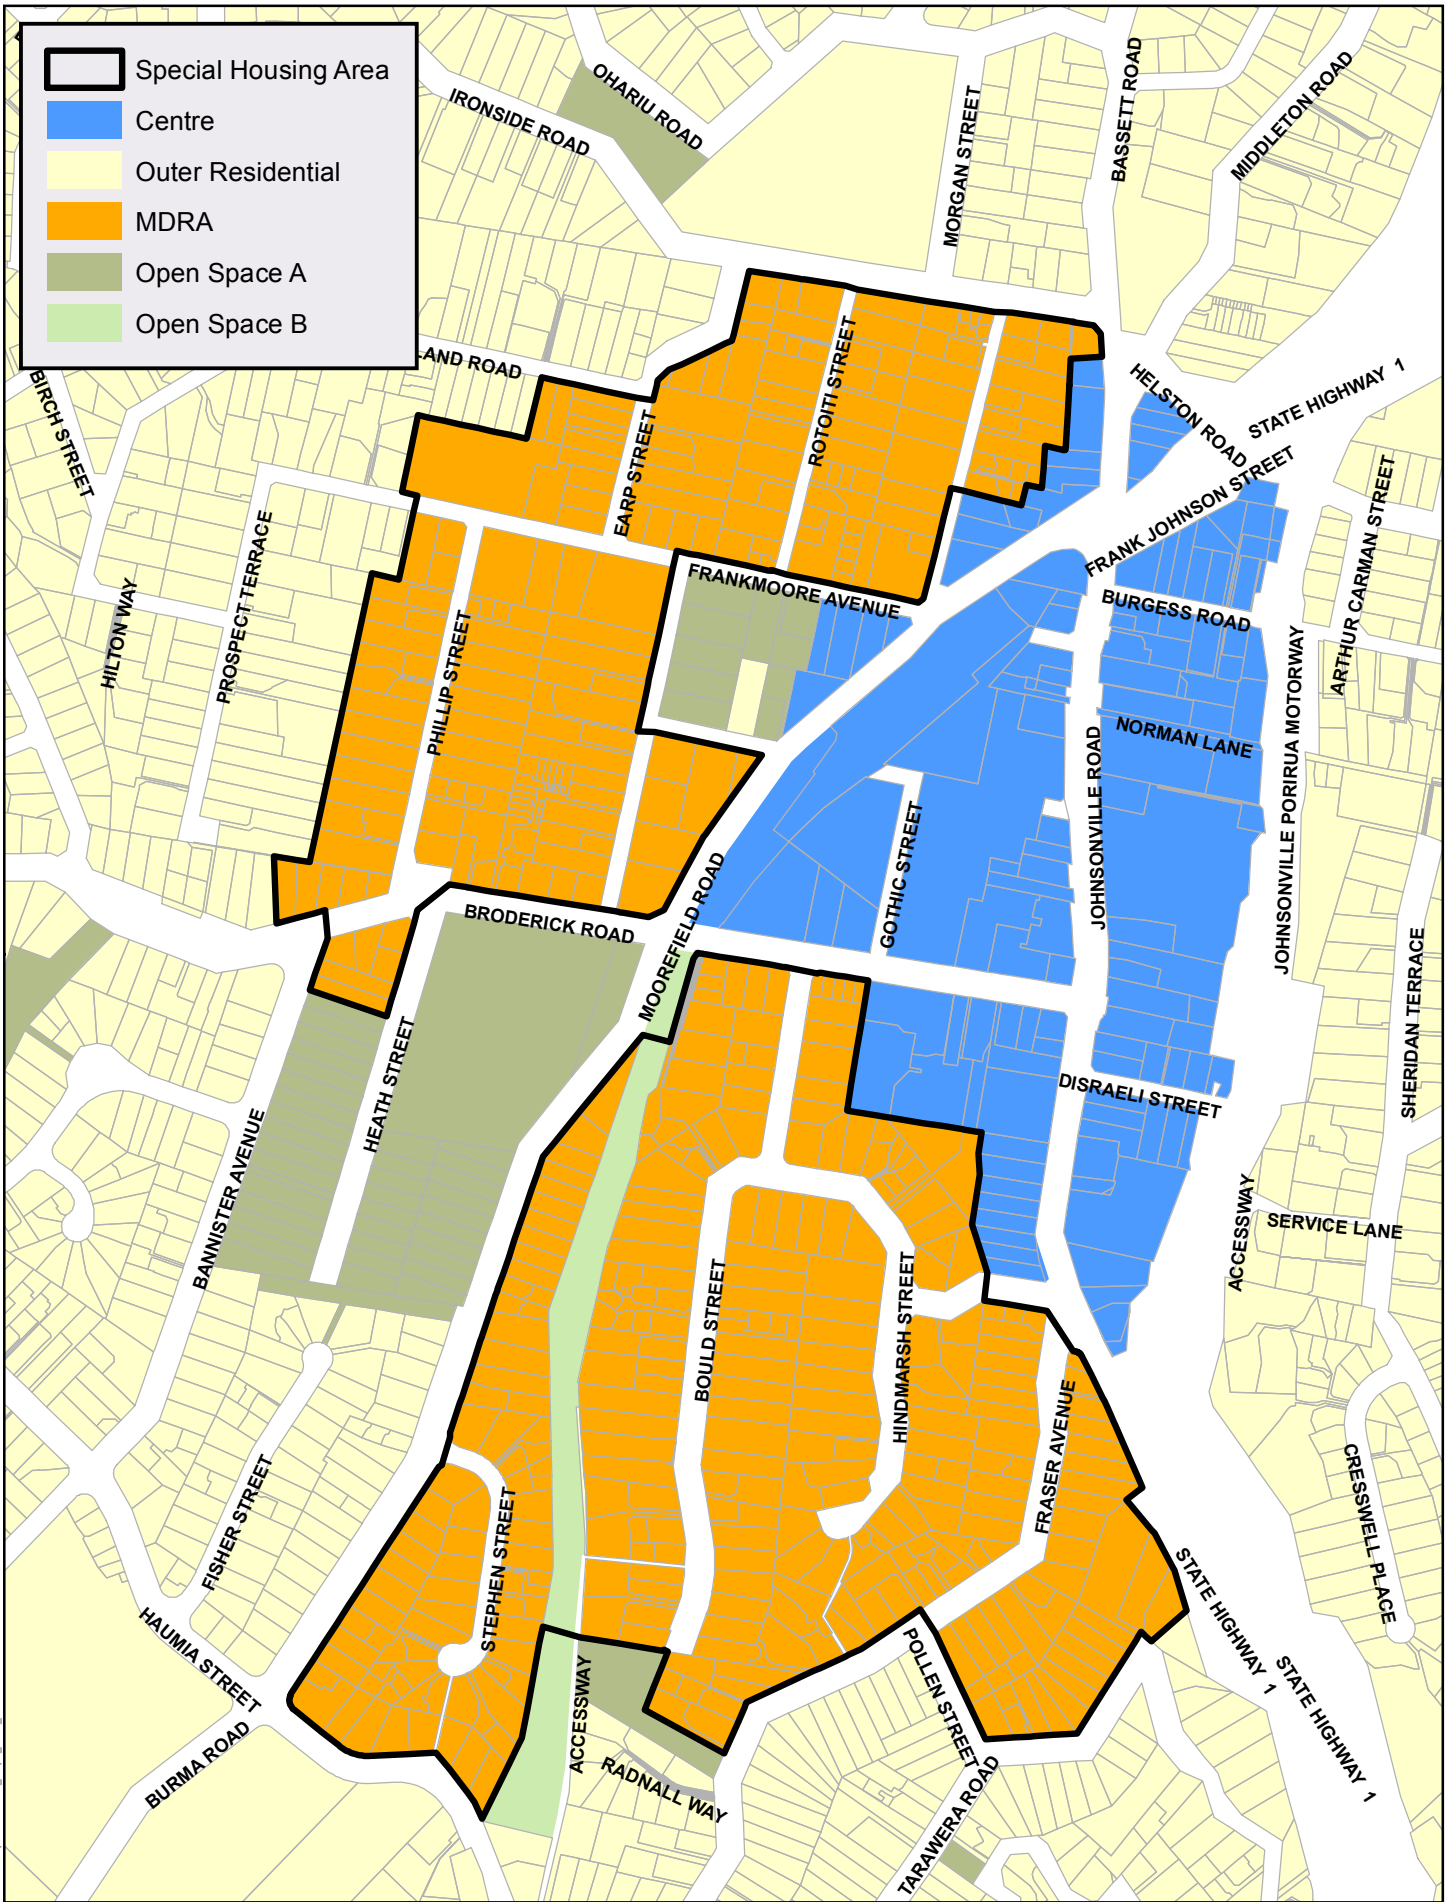 Special Housing Area
Centre
Outer Residential
MDRA
Open Space A
Open Space B
OHARIU ROAD
IRONSIDE ROAD
MORGAN STREET
BASSETT ROAD
MIDDLETON ROAD
LAND ROAD
BIRCH STREET
EARP STREET
ROTOITI STREET
HELSTON ROAD
STATE HIGHWAY 1
FRANK JOHNSON STREET
ARTHUR CARMAN STREET
PROSPECT TERRACE
HILTON WAY
FRANKMOORE AVENUE
BURGESS ROAD
PHILLIP STREET
NORMAN LANE
JOHNSONVILLE PORIRUA MOTORWAY
JOHNSONVILLE ROAD
GOTHIC STREET
MOOREFIELD ROAD
BRODERICK ROAD
SHERIDAN TERRACE
HEATH STREET
DISRAELI STREET
BANNISTER AVENUE
ACCESSWAY
SERVICE LANE
BOULD STREET
HINDMARSH STREET
FRASER AVENUE
CRESSWELL PLACE
FISHER STREET
STEPHEN STREET
STATE HIGHWAY 1
HAUMIA STREET
ACCESSWAY
POLLEN STREET
STATE HIGHWAY 1
BURMA ROAD
RADNALL WAY
TARAWERA ROAD